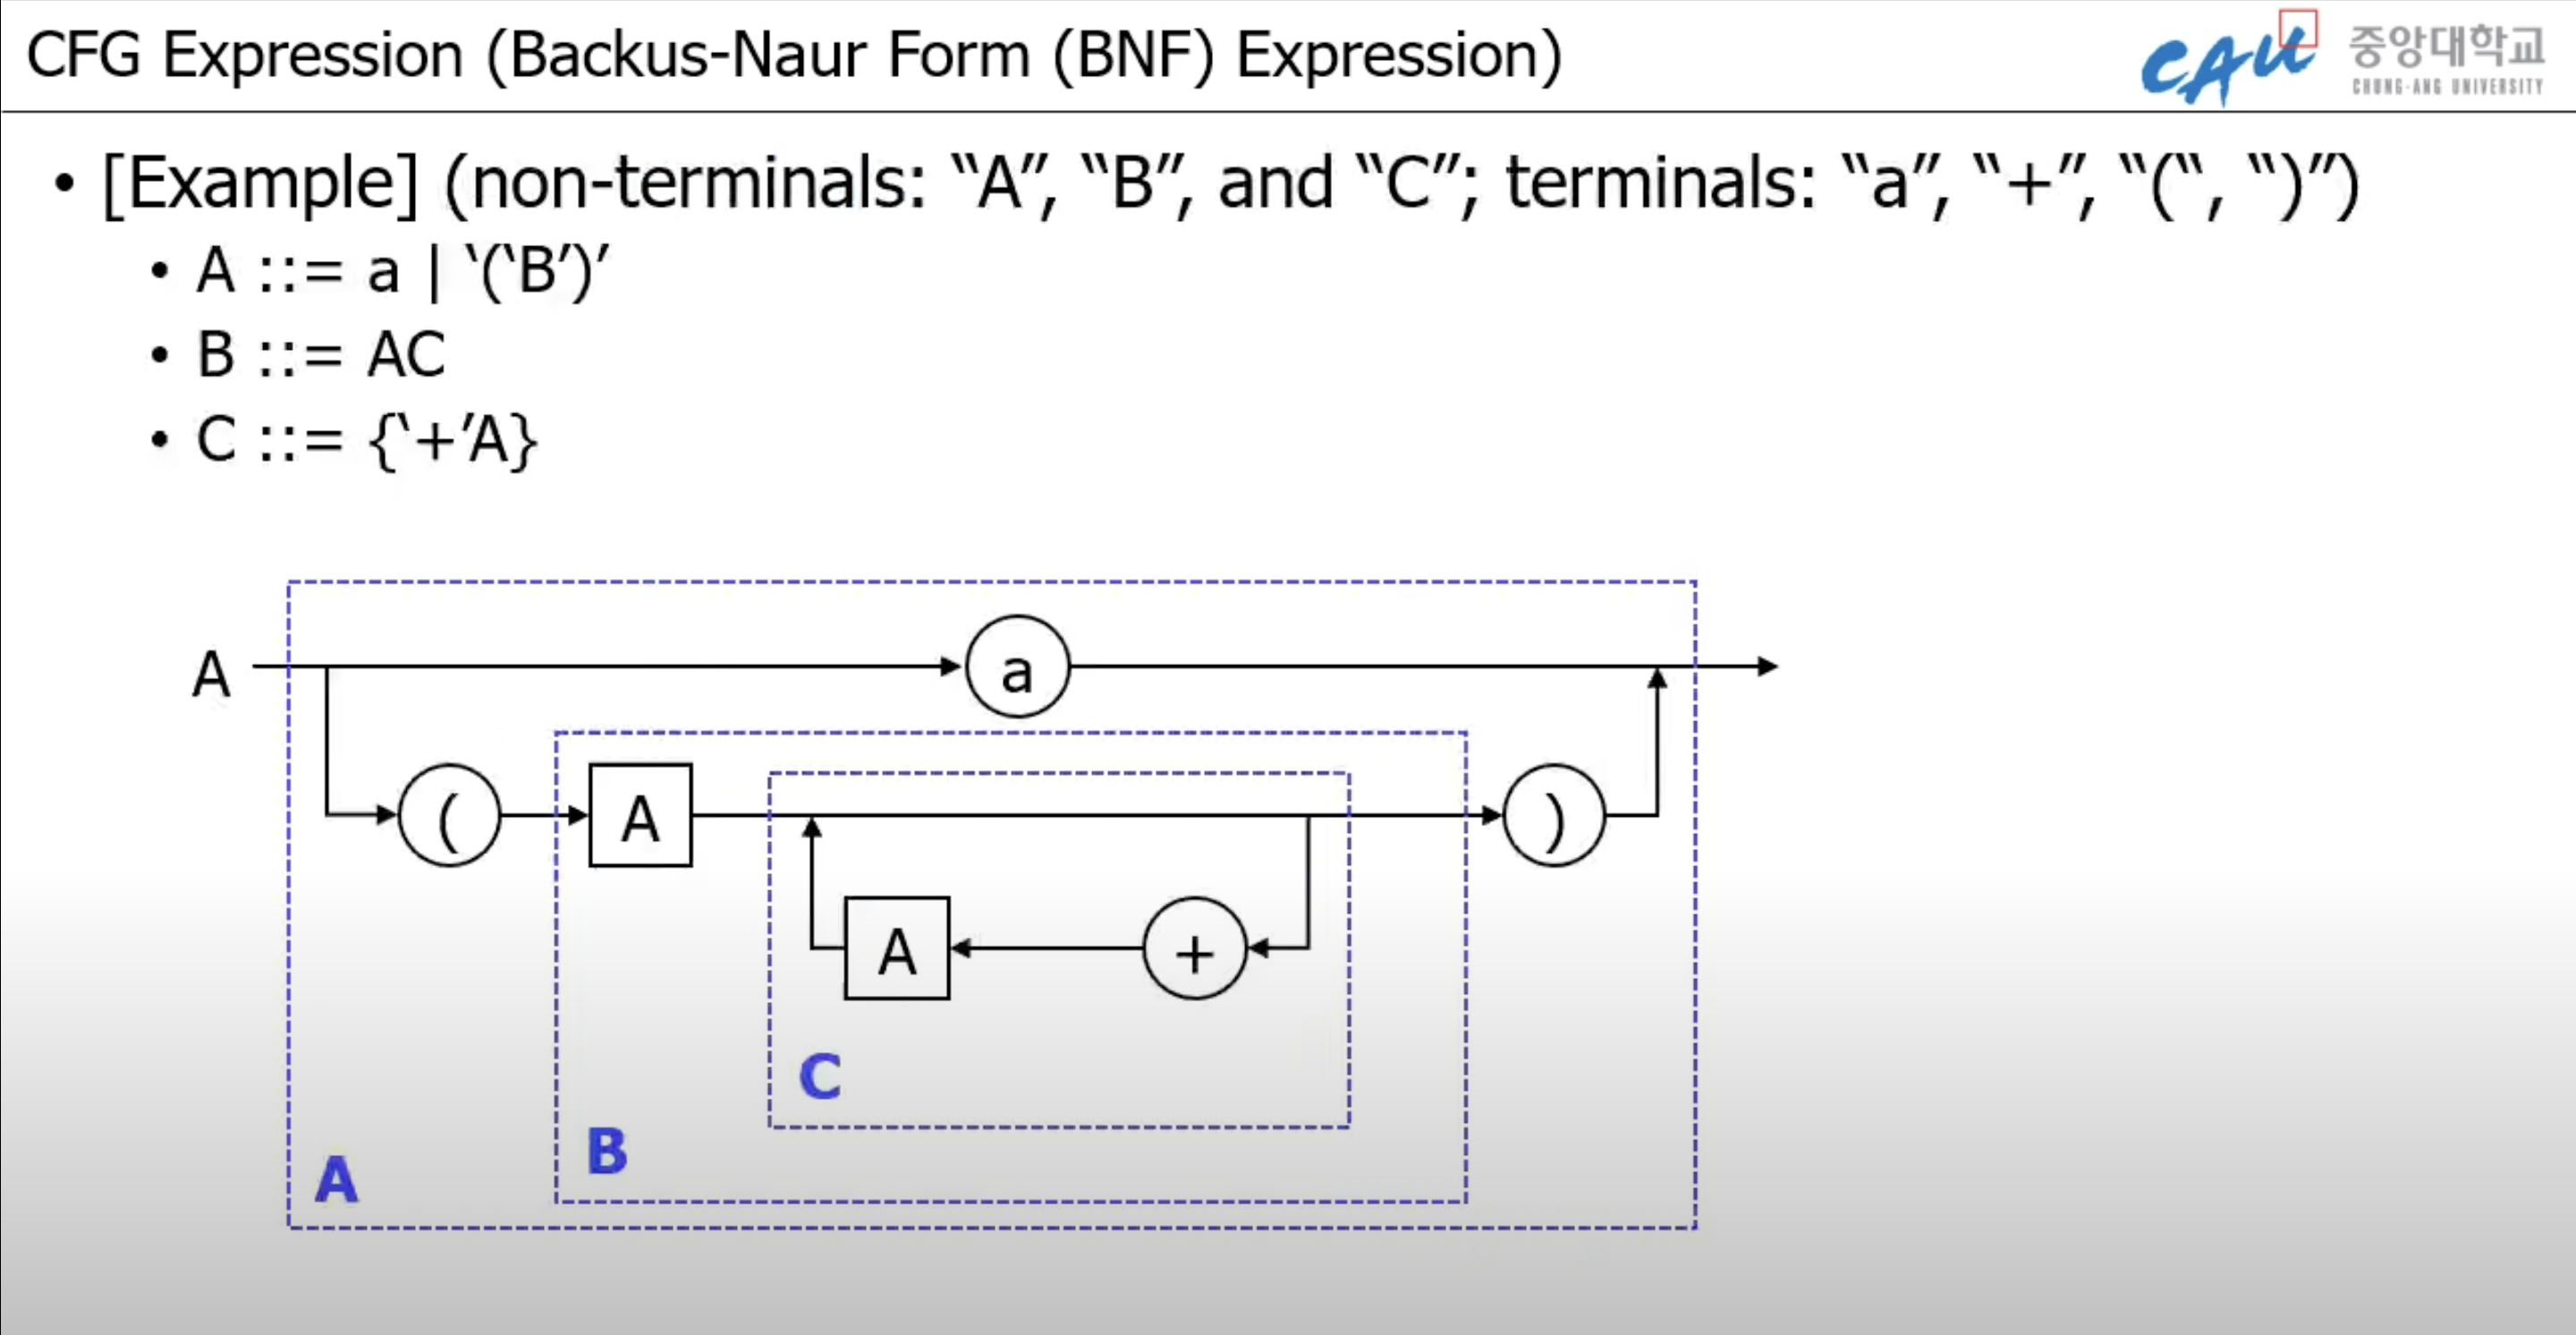 CFG Expression (Backus-Naur Form (BNF) Expression)
CAU 중앙대학교
CHUNG-ANG UNIVERSITY
• [Example] (non-terminals: “A”, “B”, and “C”; terminals: “a”, “+”, “(“, “)”)
• A ::= a | ‘(‘B’)’
• B ::= AC
• C ::= {‘+’A}
A
a
(
A
)
A
+
C
B
A